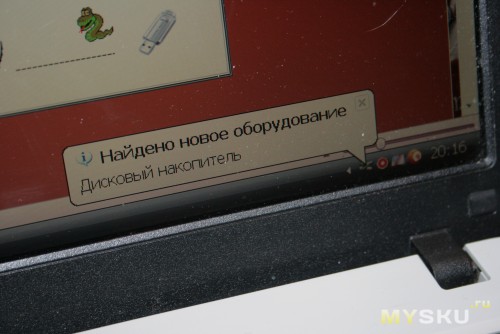 Найдено новое оборудование
Дисковый накопитель
20:16
MYSKU.ru